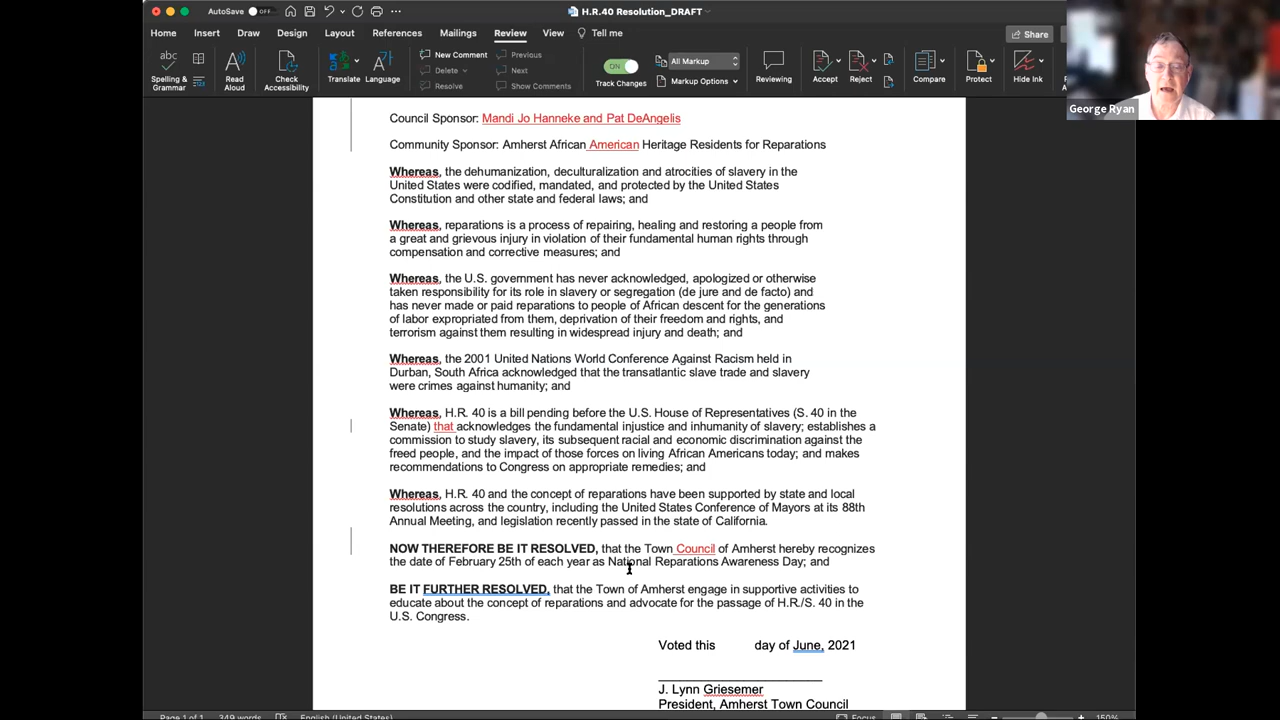 AutoSave OFF H.R.40 Resolution_DRAFT
Home Insert Draw Design Layout References Mailings Review View Tell me Share
abc New Comment Previous ON All Markup
Delete Next Markup Options
Resolve Show Comments
Spelling & Grammar Read Aloud Check Accessibility Translate Language Track Changes Reviewing Accept Reject Compare Protect Hide Ink
George Ryan
Council Sponsor: Mandi Jo Hanneke and Pat DeAngelis
Community Sponsor: Amherst African American Heritage Residents for Reparations
Whereas, the dehumanization, deculturalization and atrocities of slavery in the
United States were codified, mandated, and protected by the United States
Constitution and other state and federal laws; and
Whereas, reparations is a process of repairing, healing and restoring a people from
a great and grievous injury in violation of their fundamental human rights through
compensation and corrective measures; and
Whereas, the U.S. government has never acknowledged, apologized or otherwise
taken responsibility for its role in slavery or segregation (de jure and de facto) and
has never made or paid reparations to people of African descent for the generations
of labor expropriated from them, deprivation of their freedom and rights, and
terrorism against them resulting in widespread injury and death; and
Whereas, the 2001 United Nations World Conference Against Racism held in
Durban, South Africa acknowledged that the transatlantic slave trade and slavery
were crimes against humanity; and
Whereas, H.R. 40 is a bill pending before the U.S. House of Representatives (S. 40 in the
Senate) that acknowledges the fundamental injustice and inhumanity of slavery; establishes a
commission to study slavery, its subsequent racial and economic discrimination against the
freed people, and the impact of those forces on living African Americans today; and makes
recommendations to Congress on appropriate remedies; and
Whereas, H.R. 40 and the concept of reparations have been supported by state and local
resolutions across the country, including the United States Conference of Mayors at its 88th
Annual Meeting, and legislation recently passed in the state of California.
NOW THEREFORE BE IT RESOLVED, that the Town Council of Amherst hereby recognizes
the date of February 25th of each year as National Reparations Awareness Day; and
BE IT FURTHER RESOLVED, that the Town of Amherst engage in supportive activities to
educate about the concept of reparations and advocate for the passage of H.R./S. 40 in the
U.S. Congress.
Voted this day of June, 2021
J. Lynn Griesemer
President, Amherst Town Council
Page 1 of 1 349 words English (United States) Focus 150%